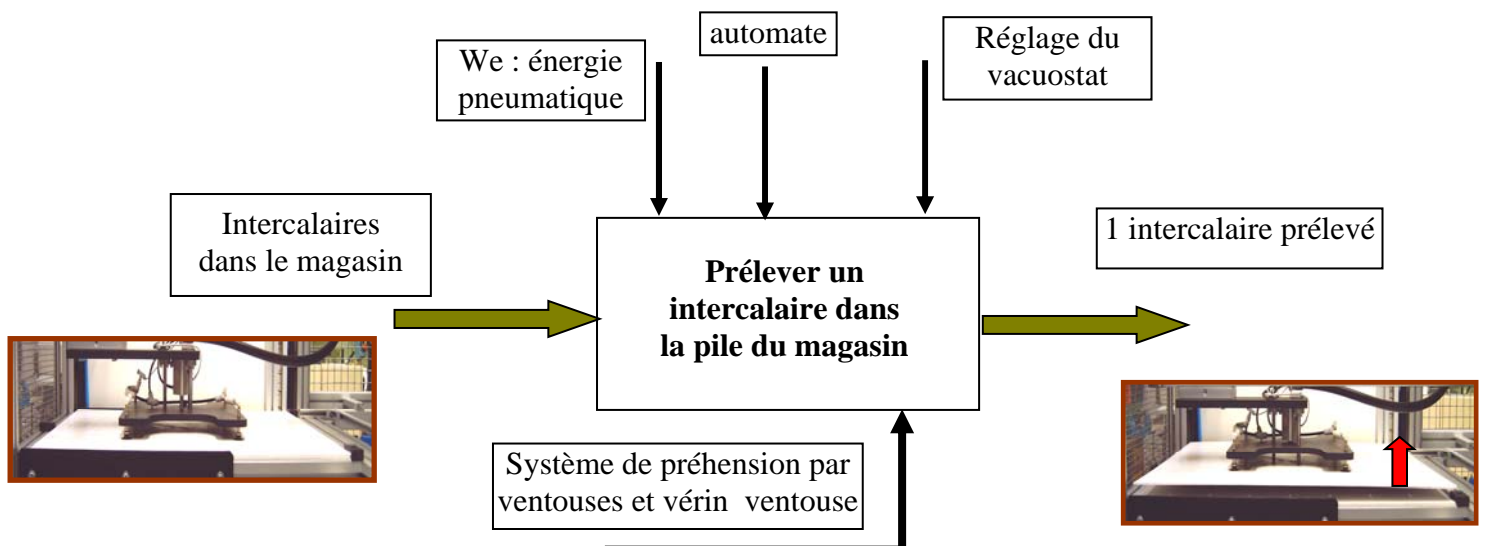 automate
We : énergie
pneumatique
Réglage du
vacuostat
Intercalaires
dans le magasin
1 intercalaire prélevé
Prélever un
intercalaire dans
la pile du magasin
Système de préhension par
ventouses et vérin ventouse